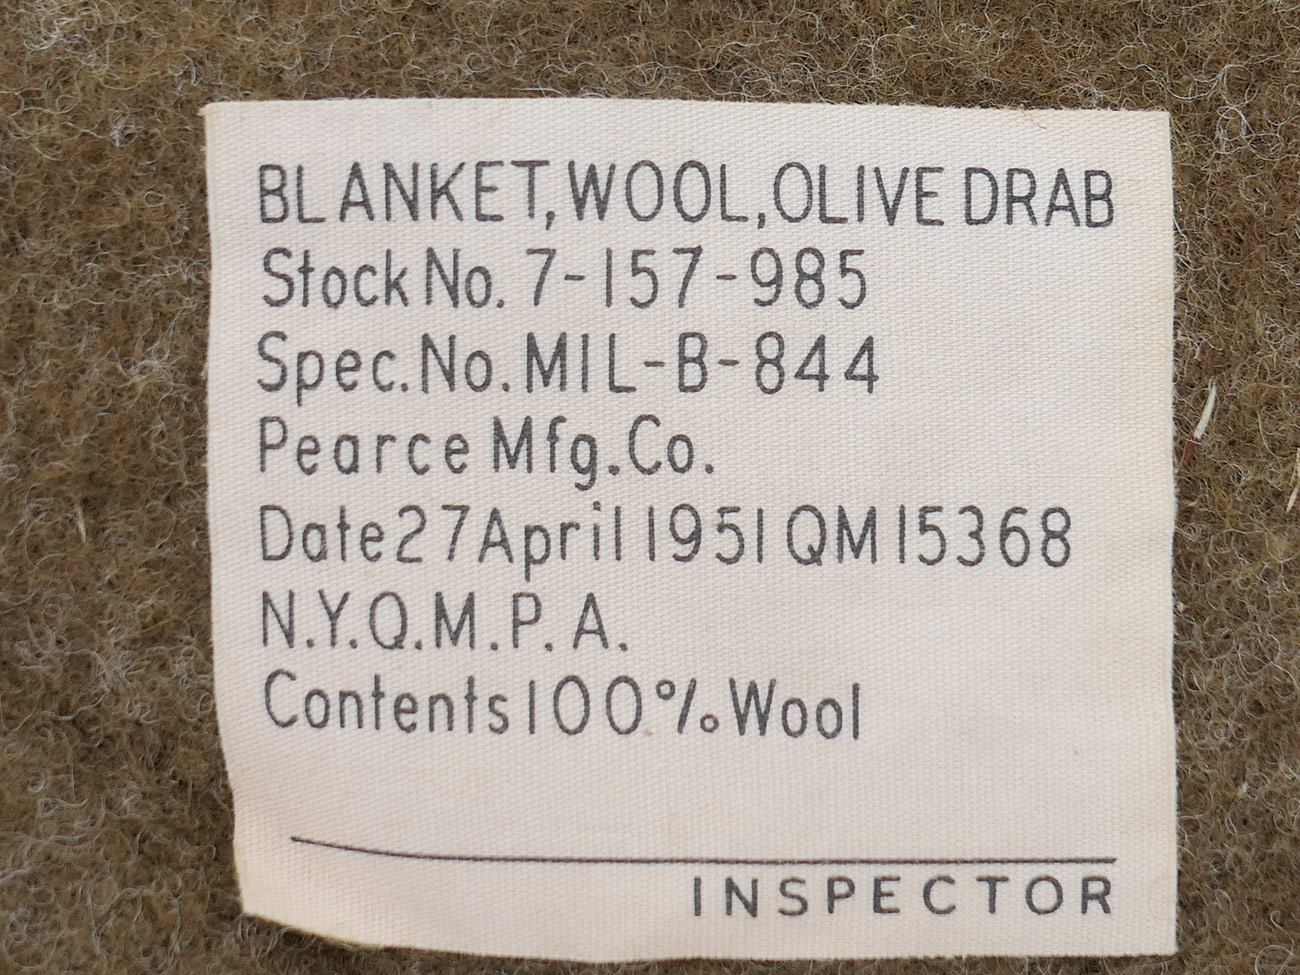 BLANKET, WOOL, OLIVE DRAB
Stock No. 7-157-985
Spec. No. MIL-B-844
Pearce Mfg. Co.
Date 27 April 1951 QM 15368
N.Y.Q.M.P.A.
Contents 100% Wool
INSPECTOR